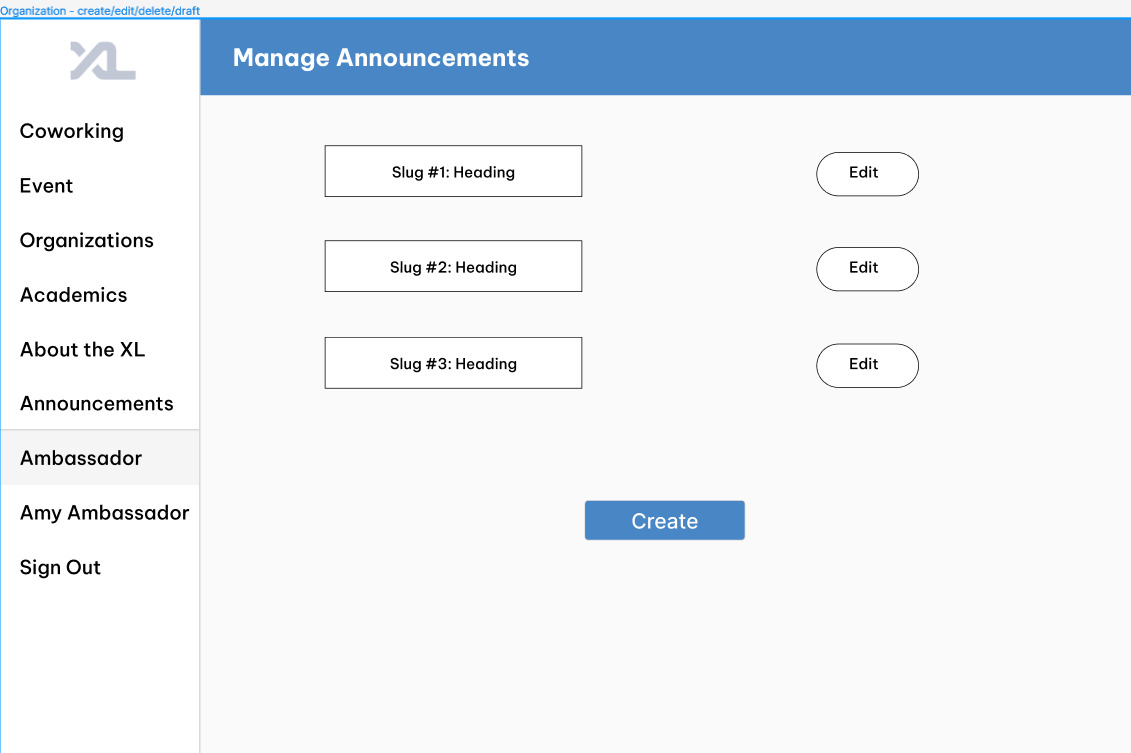 Organization - create/edit/delete/draft
XL
Manage Announcements
Coworking
Event
Organizations
Academics
About the XL
Announcements
Ambassador
Amy Ambassador
Sign Out
Slug #1: Heading
Edit
Slug #2: Heading
Edit
Slug #3: Heading
Edit
Create